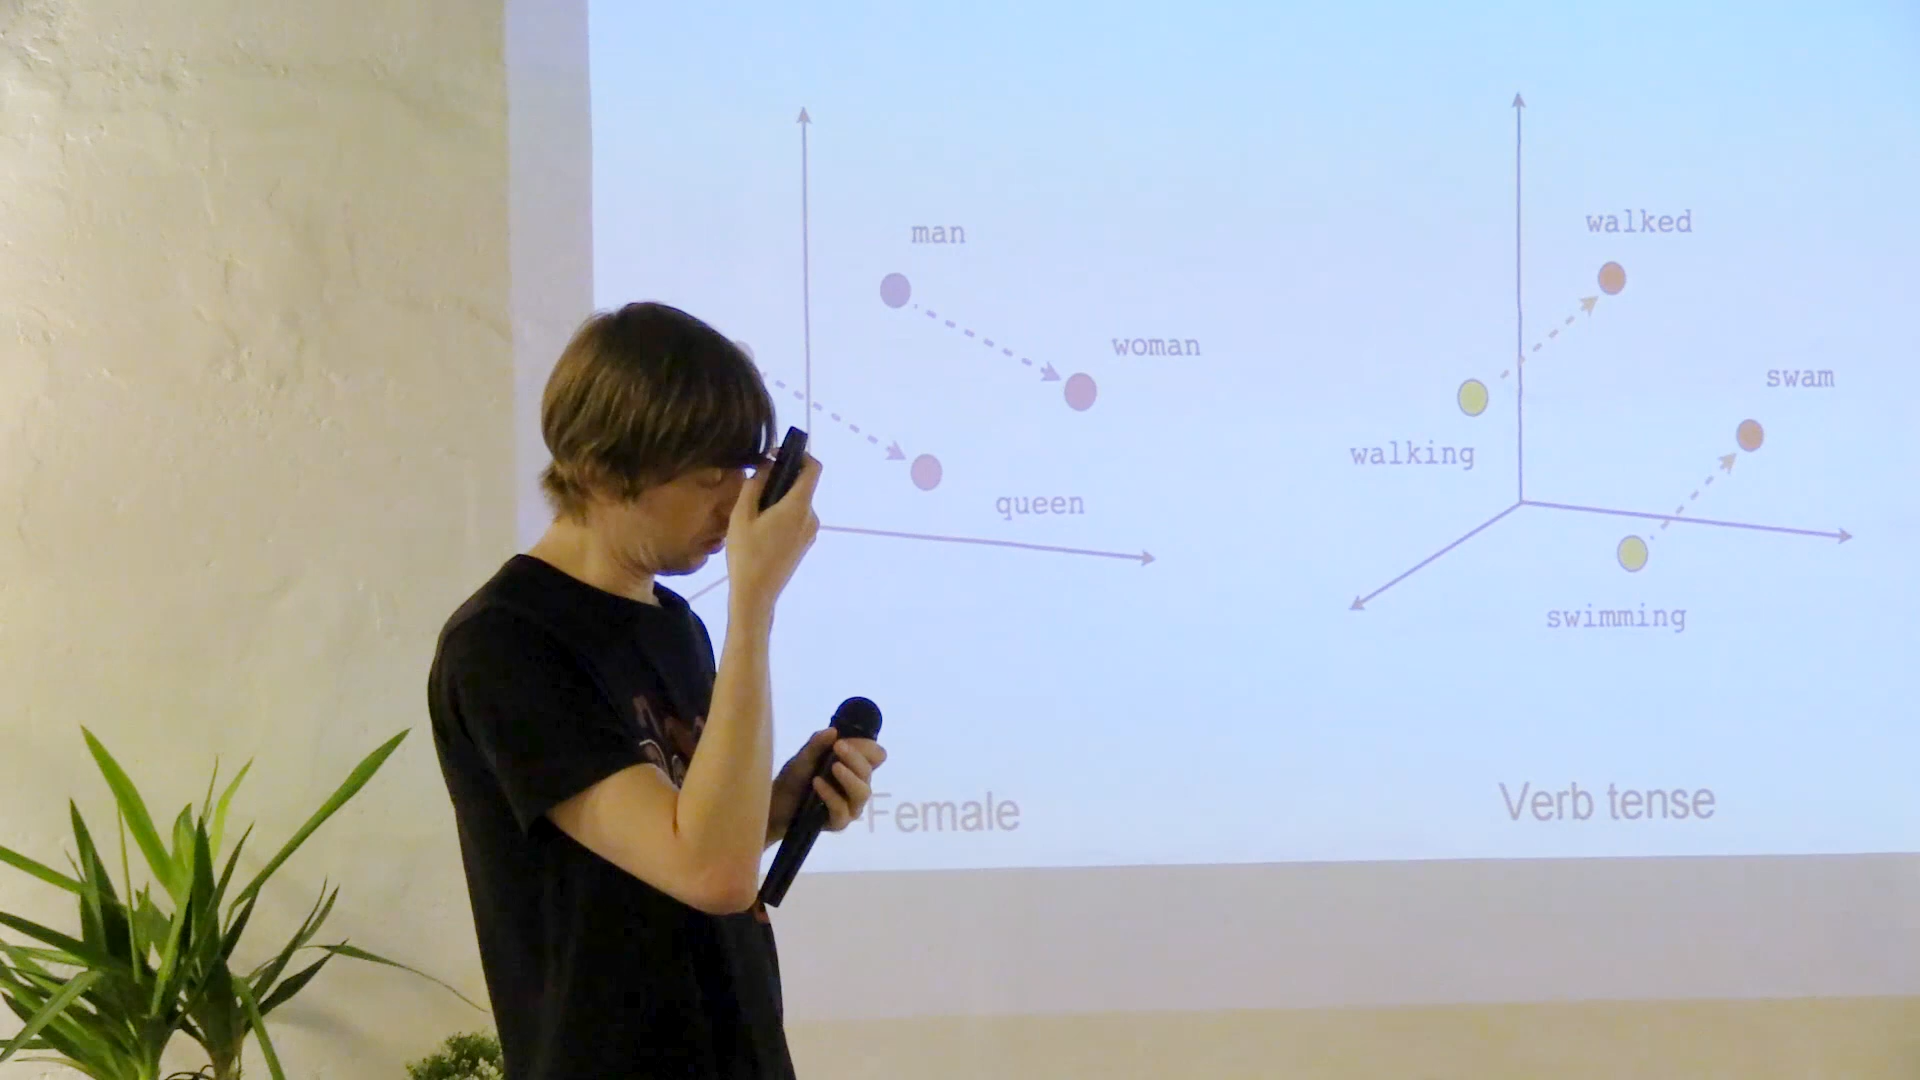 man
woman
queen
-Female
walked
swam
walking
swimming
Verb tense